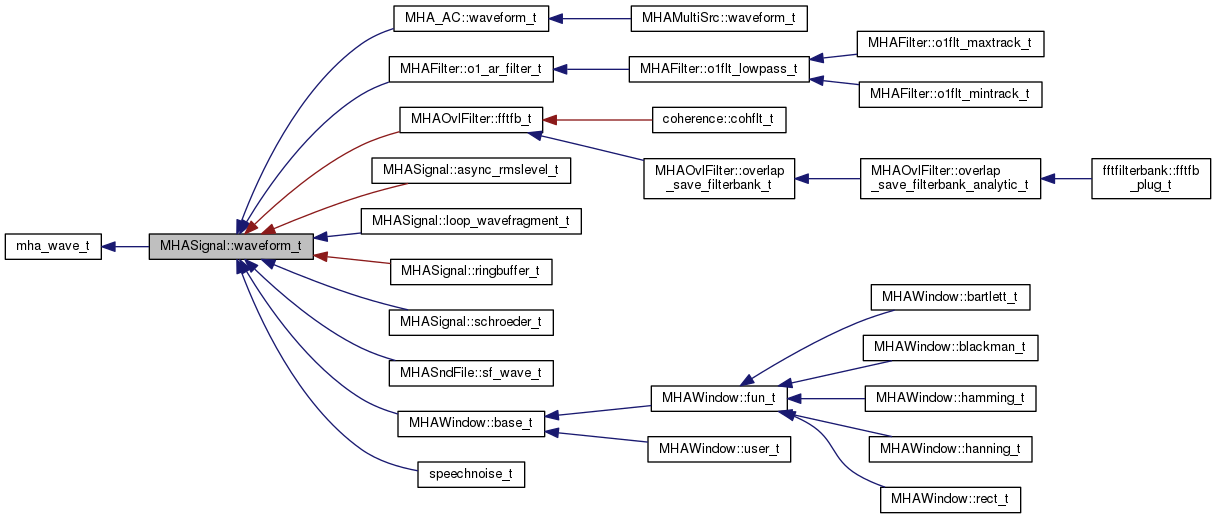 MHA_AC::waveform_t
MHAMultiSrc::waveform_t
MHAFilter::o1flt_maxtrack_t
MHAFilter::o1_ar_filter_t
MHAFilter::o1flt_lowpass_t
MHAFilter::o1flt_mintrack_t
MHAOvlFilter::fftfb_t
coherence::cohflt_t
MHASignal::async_rmslevel_t
MHAOvlFilter::overlap
_save_filterbank_t
MHAOvlFilter::overlap
_save_filterbank_analytic_t
fftfilterbank::fftfb
_plug_t
MHASignal::loop_wavefragment_t
mha_wave_t
MHASignal::waveform_t
MHASignal::ringbuffer_t
MHAWindow::bartlett_t
MHASignal::schroeder_t
MHAWindow::blackman_t
MHASndFile::sf_wave_t
MHAWindow::fun_t
MHAWindow::hamming_t
MHAWindow::base_t
MHAWindow::user_t
MHAWindow::hanning_t
speechnoise_t
MHAWindow::rect_t